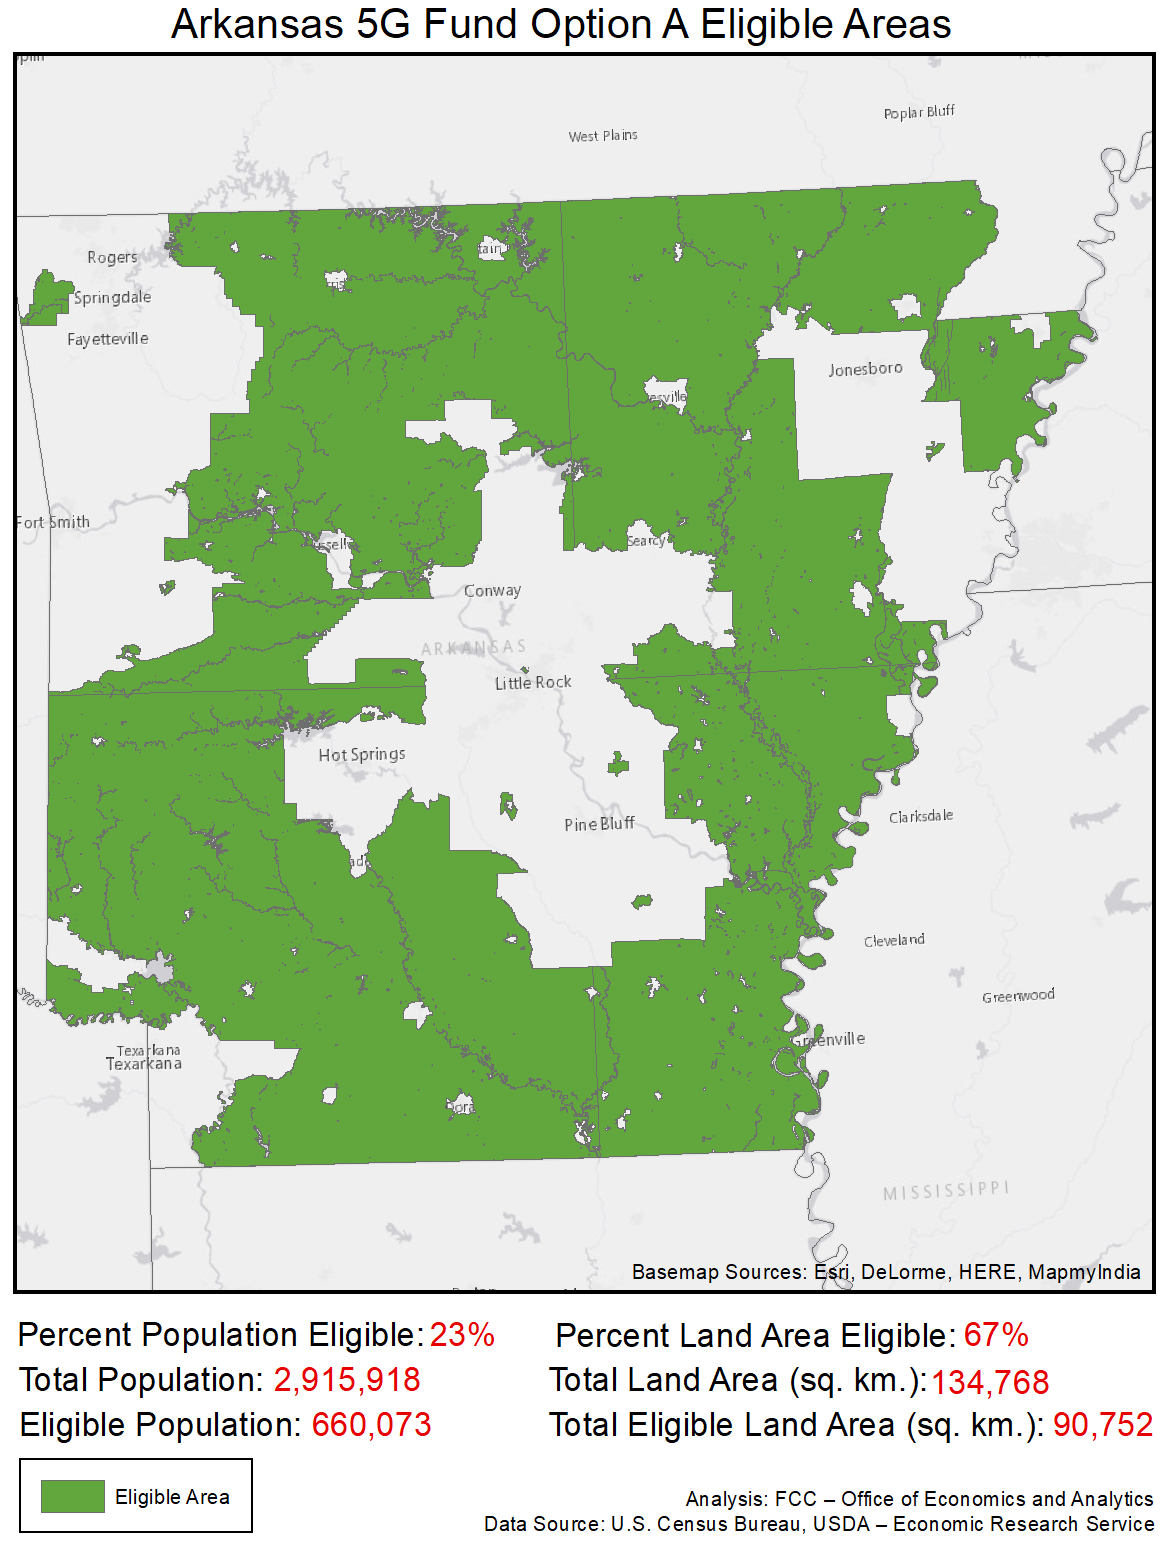 Arkansas 5G Fund Option A Eligible Areas
West Plains
Poplar Bluff
Rogers
Springdale
Fayetteville
Jonesboro
Fort Smith
Searcy
Conway
ARKANSAS
Little Rock
Hot Springs
Pine Bluff
Clarksdale
Cleveland
Greenwood
Greenville
Texarkana
Texarkana
MISSISSIPPI
Basemap Sources: Esri, DeLorme, HERE, MapmyIndia
Percent Population Eligible: 23%
Percent Land Area Eligible: 67%
Total Population: 2,915,918
Total Land Area (sq. km.): 134,768
Eligible Population: 660,073
Total Eligible Land Area (sq. km.): 90,752
Eligible Area
Analysis: FCC – Office of Economics and Analytics
Data Source: U.S. Census Bureau, USDA – Economic Research Service